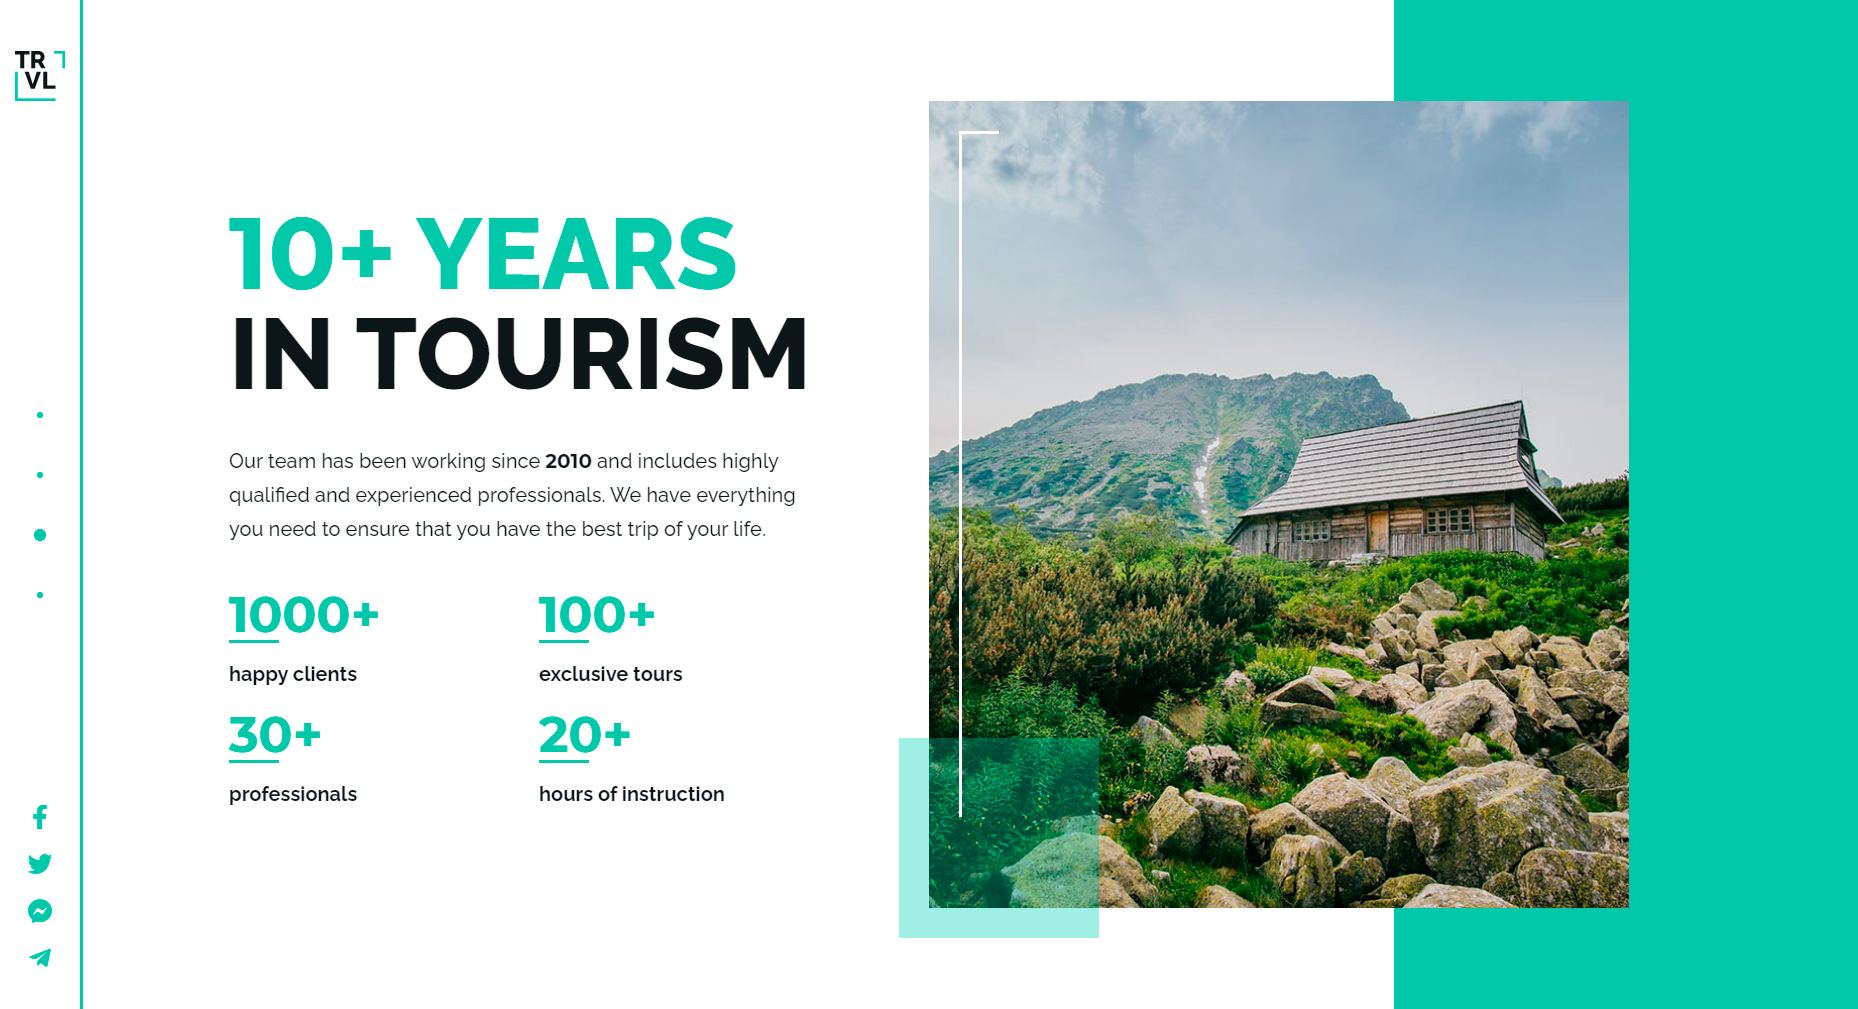 TR
VL
10+ YEARS
IN TOURISM
Our team has been working since 2010 and includes highly
qualified and experienced professionals. We have everything
you need to ensure that you have the best trip of your life.
1000+
happy clients
100+
exclusive tours
30+
professionals
20+
hours of instruction